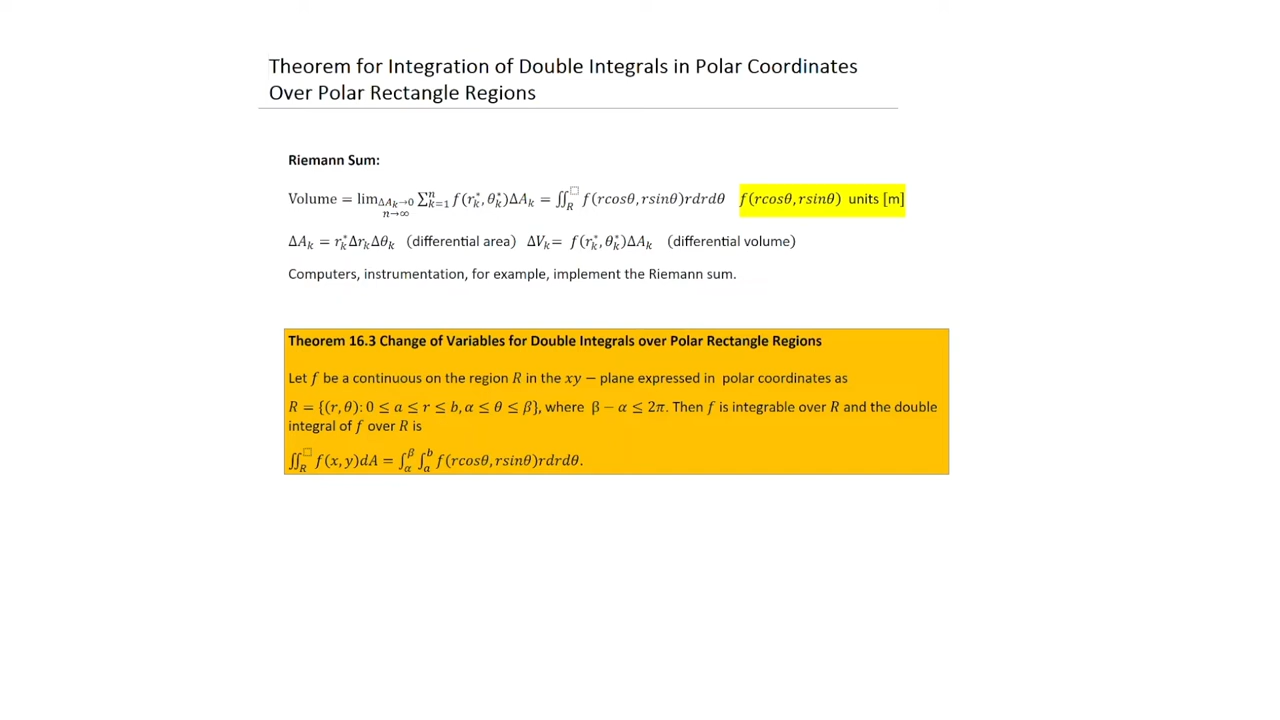 Theorem for Integration of Double Integrals in Polar Coordinates
Over Polar Rectangle Regions
Riemann Sum:
Volume = lim_{ΔA_k→0, n→∞} ∑_{k=1}^{n} f(r_k^*, θ_k^*)ΔA_k = ∬_R^□ f(rcosθ, rsinθ)rdrdθ f(rcosθ, rsinθ) units [m]
ΔA_k = r_k^*Δr_kΔθ_k (differential area) ΔV_k= f(r_k^*, θ_k^*)ΔA_k (differential volume)
Computers, instrumentation, for example, implement the Riemann sum.
Theorem 16.3 Change of Variables for Double Integrals over Polar Rectangle Regions
Let f be a continuous on the region R in the xy − plane expressed in polar coordinates as
R = {(r, θ): 0 ≤ a ≤ r ≤ b, α ≤ θ ≤ β}, where β − α ≤ 2π. Then f is integrable over R and the double
integral of f over R is
∬_R^□ f(x, y)dA = ∫_α^β ∫_a^b f(rcosθ, rsinθ)rdrdθ.